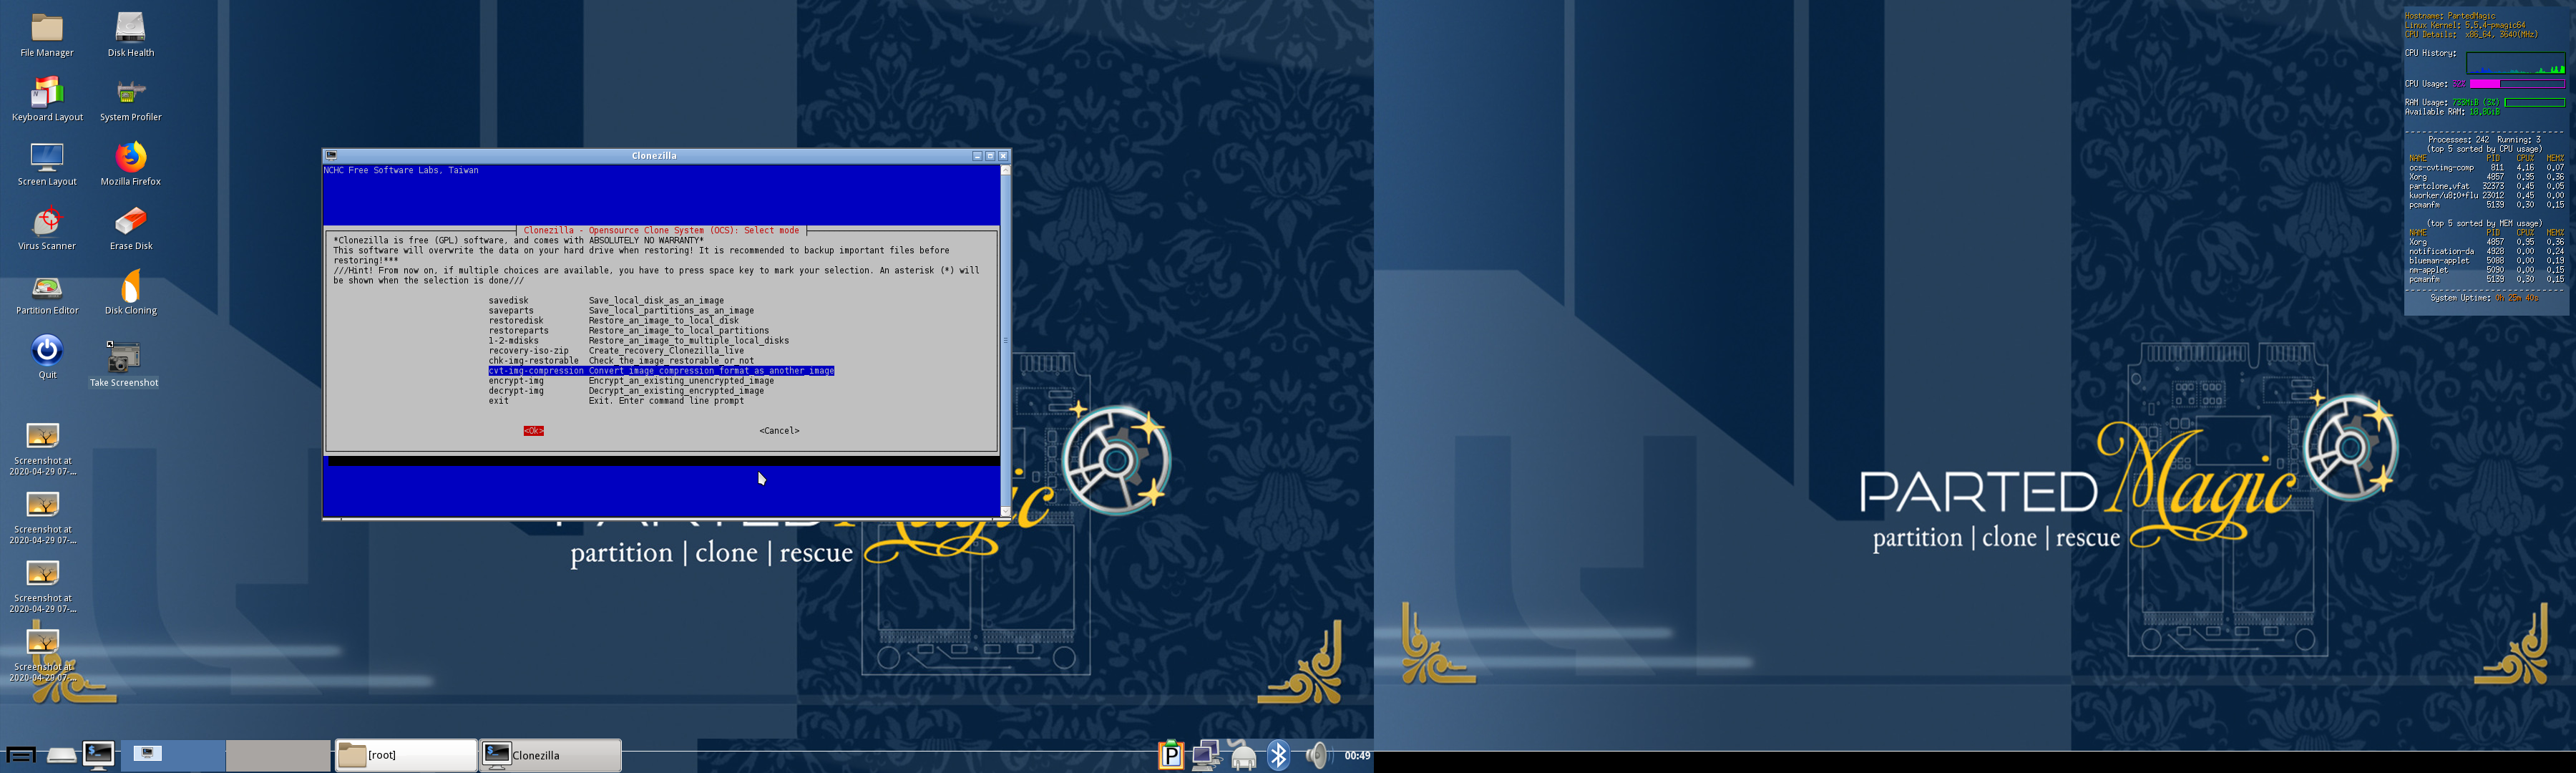 File Manager
Disk Health
Keyboard Layout
System Profiler
Screen Layout
Mozilla Firefox
Virus Scanner
Erase Disk
Partition Editor
Disk Cloning
Quit
Take Screenshot
Screenshot at
2020-04-29 07-...
Screenshot at
2020-04-29 07-...
Screenshot at
2020-04-29 07-...
Screenshot at
2020-04-29 07-...
Clonezilla
NCHC Free Software Labs, Taiwan
Clonezilla - Opensource Clone System (OCS): Select mode
*Clonezilla is free (GPL) software, and comes with ABSOLUTELY NO WARRANTY*
This software will overwrite the data on your hard drive when restoring! It is recommended to backup important files before
restoring!***
///Hint! From now on, if multiple choices are available, you have to press space key to mark your selection. An asterisk (*) will
be shown when the selection is done///
savedisk Save_local_disk_as_an_image
saveparts Save_local_partitions_as_an_image
restoredisk Restore_an_image_to_local_disk
restoreparts Restore_an_image_to_local_partitions
1-2-mdisks Restore_an_image_to_multiple_local_disks
recovery-iso-zip Create_recovery_Clonezilla_live
chk-img-restorable Check_the_image_restorable_or_not
cvt-img-compression Convert_image_compression_format_as_another_image
encrypt-img Encrypt_an_existing_unencrypted_image
decrypt-img Decrypt_an_existing_encrypted_image
exit Exit. Enter command line prompt
<Ok> <Cancel>
partition | clone | rescue
[root]
Clonezilla
00:49
PARTED Magic
partition | clone | rescue
Hostname: PartedMagic
Linux Kernel: 5.5.4-pmagic64
CPU Details: x86_64, 3640(MHz)
CPU History:
CPU Usage: 32%
RAM Usage: 733MiB (3%)
Available RAM: 18.8GiB
Processes: 242 Running: 3
(top 5 sorted by CPU usage)
NAME PID CPU% MEM%
ocs-cvtimg-comp 811 4.16 0.07
Xorg 4857 0.95 0.36
partclone.vfat 32373 0.45 0.05
kworker/u8:0+flu 23012 0.45 0.00
pcmanfm 5139 0.30 0.15
(top 5 sorted by MEM usage)
NAME PID CPU% MEM%
Xorg 4857 0.95 0.36
notification-da 4928 0.00 0.24
blueman-applet 5088 0.00 0.19
nm-applet 5090 0.00 0.15
pcmanfm 5139 0.30 0.15
System Uptime: 0h 25m 40s